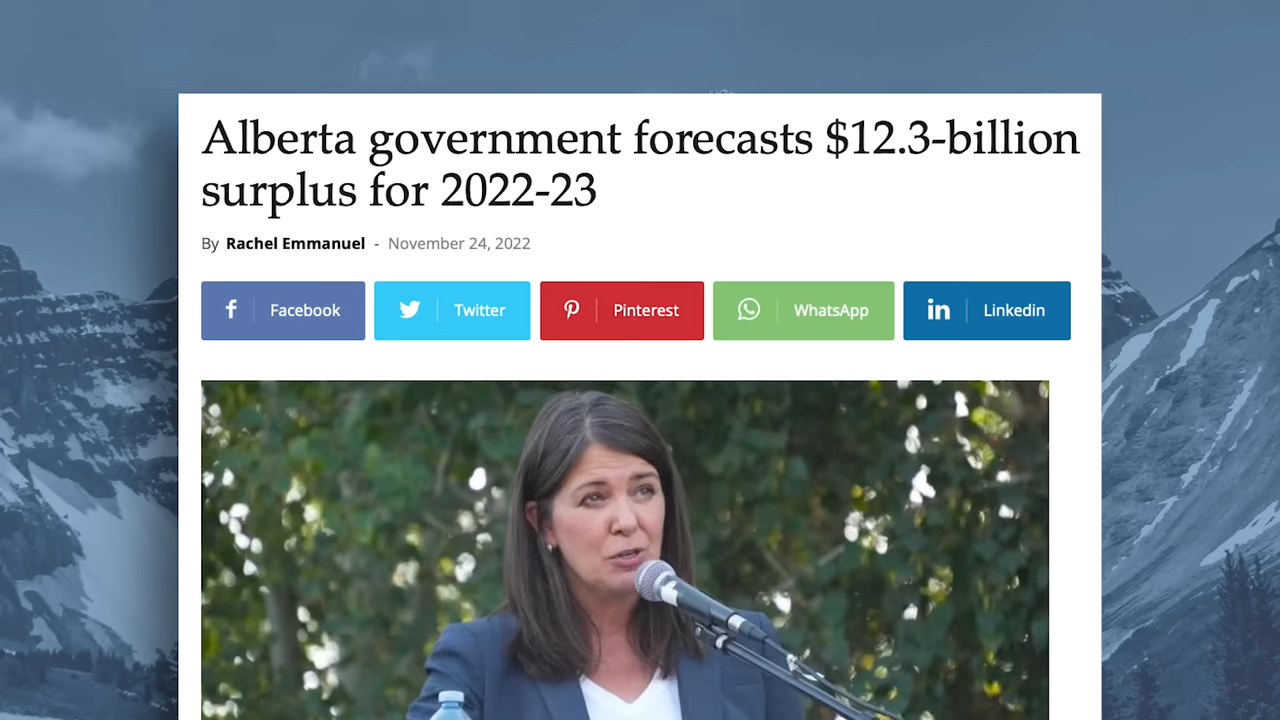 Alberta government forecasts $12.3-billion
surplus for 2022-23
By Rachel Emmanuel - November 24, 2022
Facebook Twitter Pinterest WhatsApp Linkedin